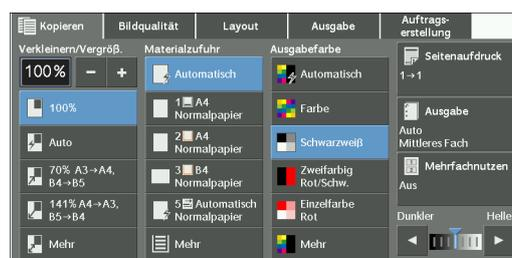 Kopieren
Bildqualität
Layout
Ausgabe
Auftrags-
erstellung
Verkleinern/Vergröß.
100%
-
+
100%
Auto
70% A3→A4,
B4→B5
141% A4→A3,
B5→B4
Mehr
Materialzufuhr
Automatisch
1 A4
Normalpapier
2 A4
Normalpapier
3 B4
Normalpapier
5 Automatisch
Normalpapier
Mehr
Ausgabefarbe
Automatisch
Farbe
Schwarzweiß
Zweifarbig
Rot/Schw.
Einzelfarbe
Rot
Mehr
Seitenaufdruck
1→1
Ausgabe
Auto
Mittleres Fach
Mehrfachnutzen
Aus
Dunkler
Helle